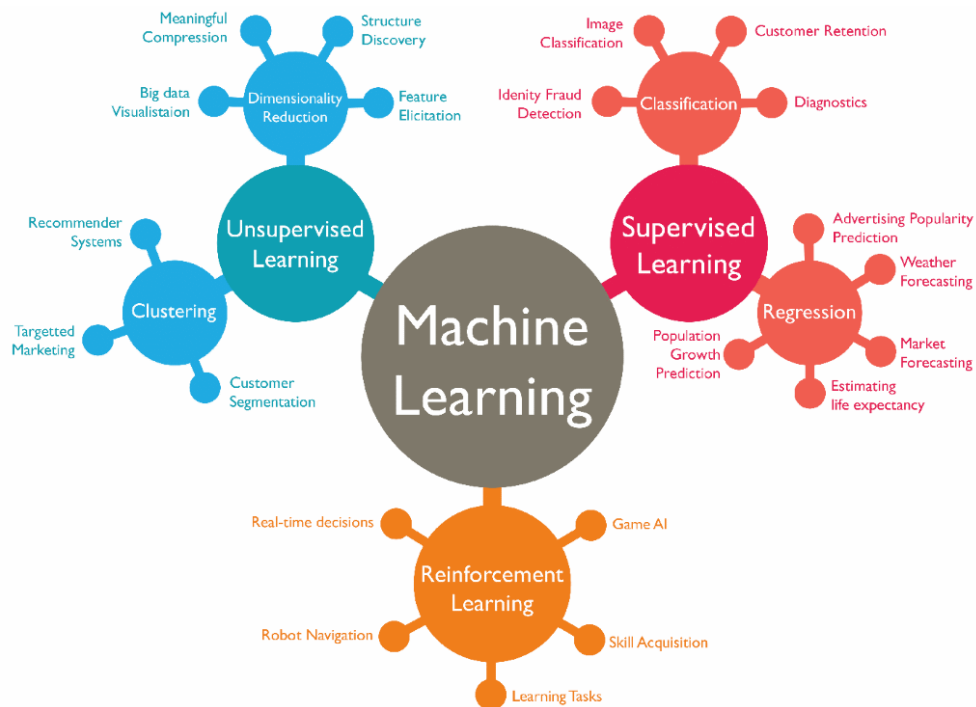 Meaningful
Compression
Structure
Discovery
Big data
Visualistaion
Dimensionality
Reduction
Feature
Elicitation
Image
Classification
Customer Retention
Idenity Fraud
Detection
Classification
Diagnostics
Unsupervised
Learning
Supervised
Learning
Recommender
Systems
Clustering
Targetted
Marketing
Customer
Segmentation
Advertising Popularity
Prediction
Weather
Forecasting
Regression
Population
Growth
Prediction
Market
Forecasting
Estimating
life expectancy
Machine
Learning
Real-time decisions
Game AI
Reinforcement
Learning
Robot Navigation
Skill Acquisition
Learning Tasks